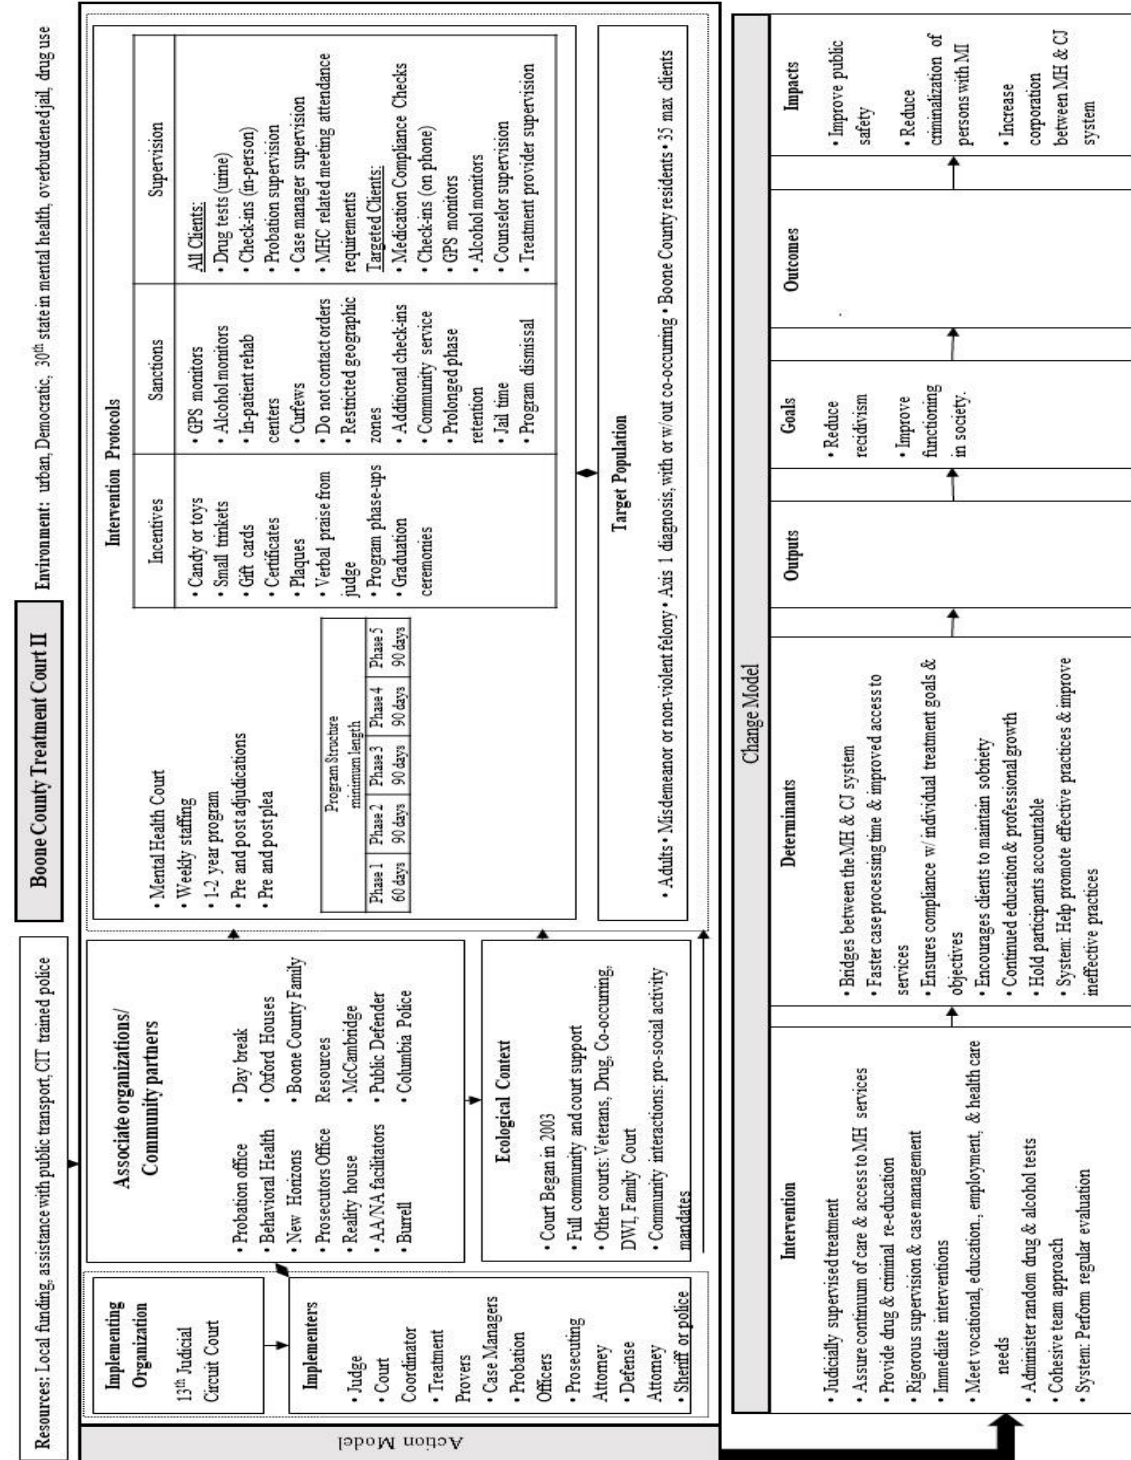 Resources: Local funding, assistance with public transport, CIT trained police
Boone County Treatment Court II
Environment: urban, Democratic, 30th state in mental health, overburdened jail, drug use
Action Model
Implementing
Organization
13th Judicial
Circuit Court
Implementers
• Judge
• Court
Coordinator
• Treatment
Provers
• Case Managers
• Probation
Officers
• Prosecuting
Attorney
• Defense
Attorney
• Sheriff or police
Associate organizations/
Community partners
• Probation office
• Behavioral Health
• New Horizons
• Prosecutors Office
• Reality house
• AA/NA facilitators
• Burrell
• Day break
• Oxford Houses
• Boone County Family
Resources
• McCambridge
• Public Defender
• Columbia Police
Ecological Context
• Court Began in 2003
• Full community and court support
• Other courts: Veterans, Drug, Co-occurring,
DWI, Family Court
• Community interactions: pro-social activity
mandates
Intervention Protocols
• Mental Health Court
• Weekly staffing
• 1-2 year program
• Pre and post adjudications
• Pre and post plea
Program Structure
minimum length
Phase 1 Phase 2 Phase 3 Phase 4 Phase 5
60 days 90 days 90 days 90 days 90 days
Incentives
• Candy or toys
• Small trinkets
• Gift cards
• Certificates
• Plaques
• Verbal praise from
judge
• Program phase-ups
• Graduation
ceremonies
Sanctions
• GPS monitors
• Alcohol monitors
• In-patient rehab
centers
• Curfews
• Do not contact orders
• Restricted geographic
zones
• Additional check-ins
• Community service
• Prolonged phase
retention
• Jail time
• Program dismissal
Supervision
All Clients:
• Drug tests (urine)
• Check-ins (in-person)
• Probation supervision
• Case manager supervision
• MHC related meeting attendance
requirements
Targeted Clients:
• Medication Compliance Checks
• Check-ins (on phone)
• GPS monitors
• Alcohol monitors
• Counselor supervision
• Treatment provider supervision
Target Population
• Adults • Misdemeanor or non-violent felony • Axis 1 diagnosis, with or w/out co-occurring • Boone County residents • 35 max clients
Change Model
Intervention
• Judicially supervised treatment
• Assure continuum of care & access to MH services
• Provide drug & criminal re-education
• Rigorous supervision & case management
• Immediate interventions
• Meet vocational, education., employment, & health care
needs
• Administer random drug & alcohol tests
• Cohesive team approach
• System: Perform regular evaluation
Determinants
• Bridges between the MH & CJ system
• Faster case processing time & improved access to
services
• Ensures compliance w/ individual treatment goals &
objectives
• Encourages clients to maintain sobriety
• Continued education & professional growth
• Hold participants accountable
• System: Help promote effective practices & improve
ineffective practices
Outputs
Goals
• Reduce
recidivism
• Improve
functioning
in society.
Outcomes
Impacts
• Improve public
safety
• Reduce
criminalization of
persons with MI
• Increase
corporation
between MH & CJ
system